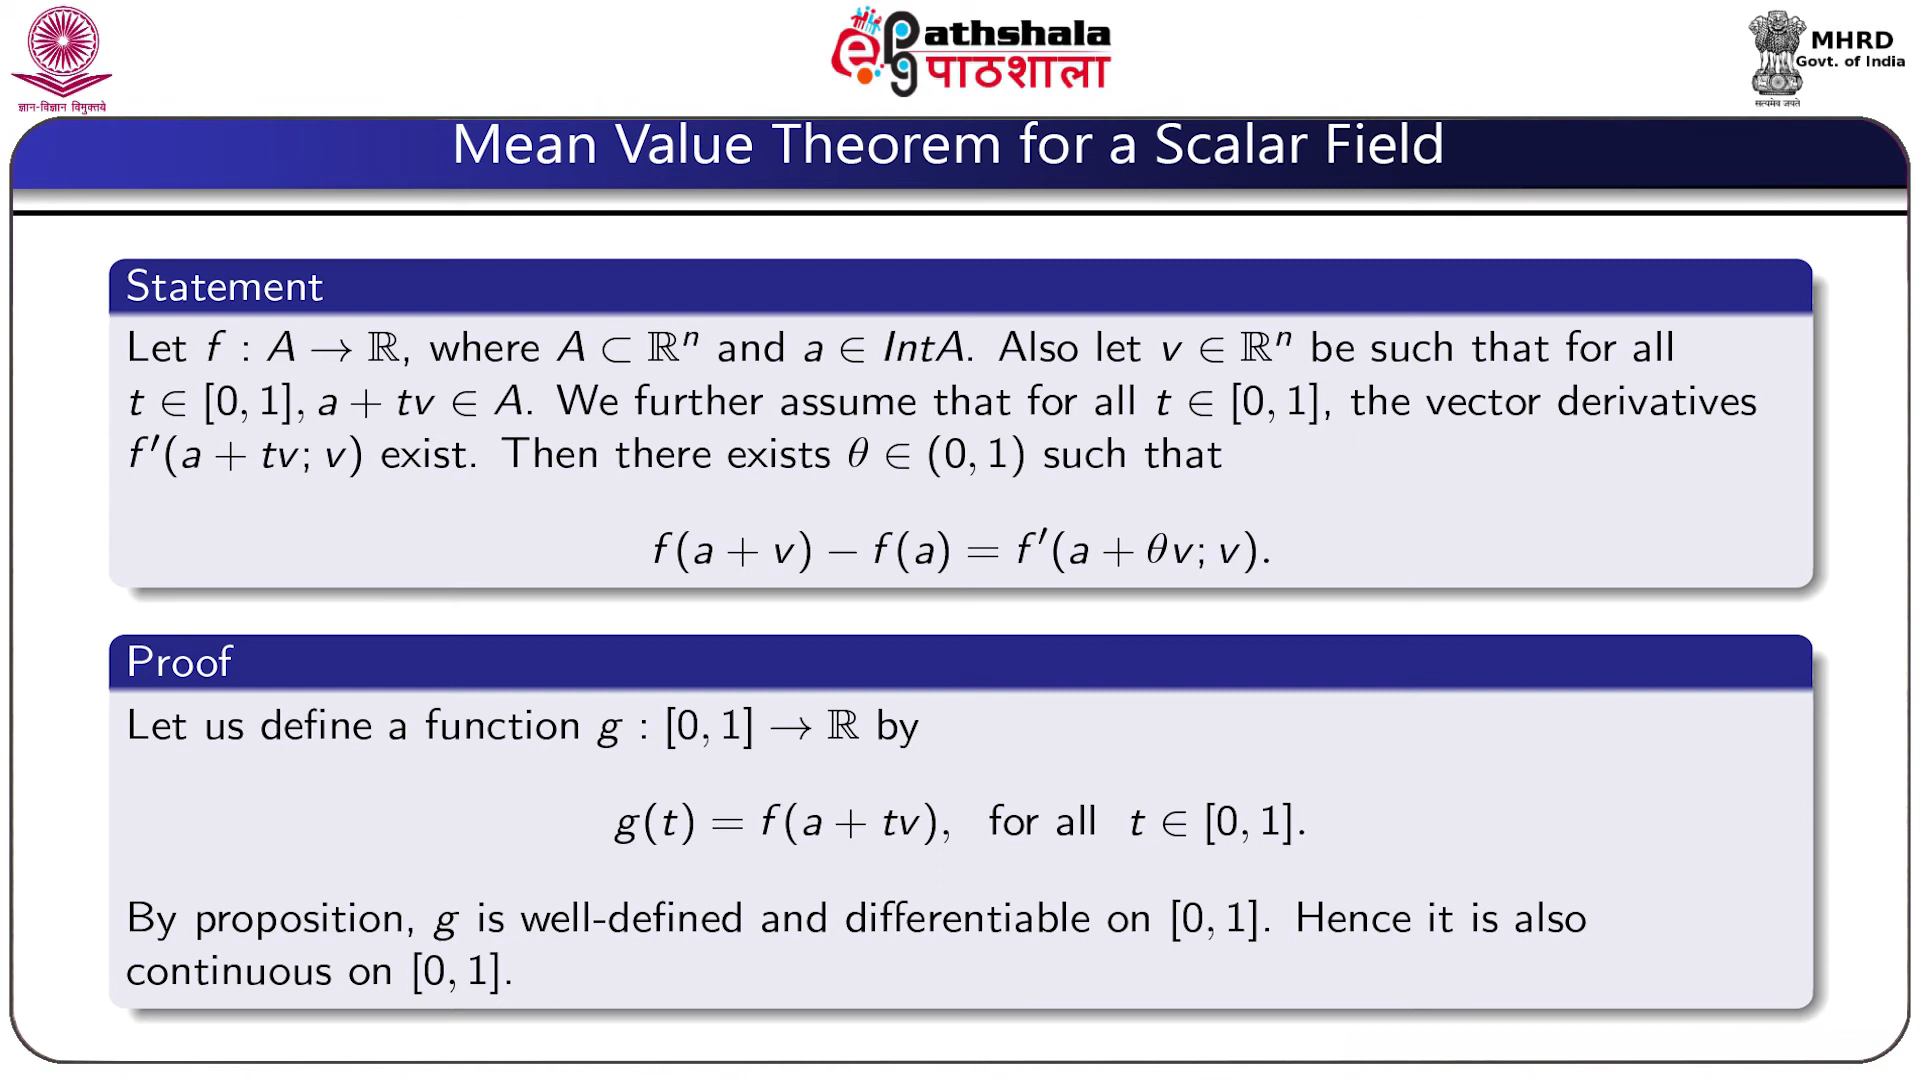 ज्ञान-विज्ञान विमुक्तये
ePathshala
पाठशाला
MHRD
Govt. of India
सत्यमेव जयते
Mean Value Theorem for a Scalar Field
Statement
Let f : A → ℝ, where A ⊂ ℝⁿ and a ∈ IntA. Also let v ∈ ℝⁿ be such that for all
t ∈ [0, 1], a + tv ∈ A. We further assume that for all t ∈ [0, 1], the vector derivatives
f′(a + tv; v) exist. Then there exists θ ∈ (0, 1) such that
f(a + v) − f(a) = f′(a + θv; v).
Proof
Let us define a function g : [0, 1] → ℝ by
g(t) = f(a + tv), for all t ∈ [0, 1].
By proposition, g is well-defined and differentiable on [0, 1]. Hence it is also
continuous on [0, 1].